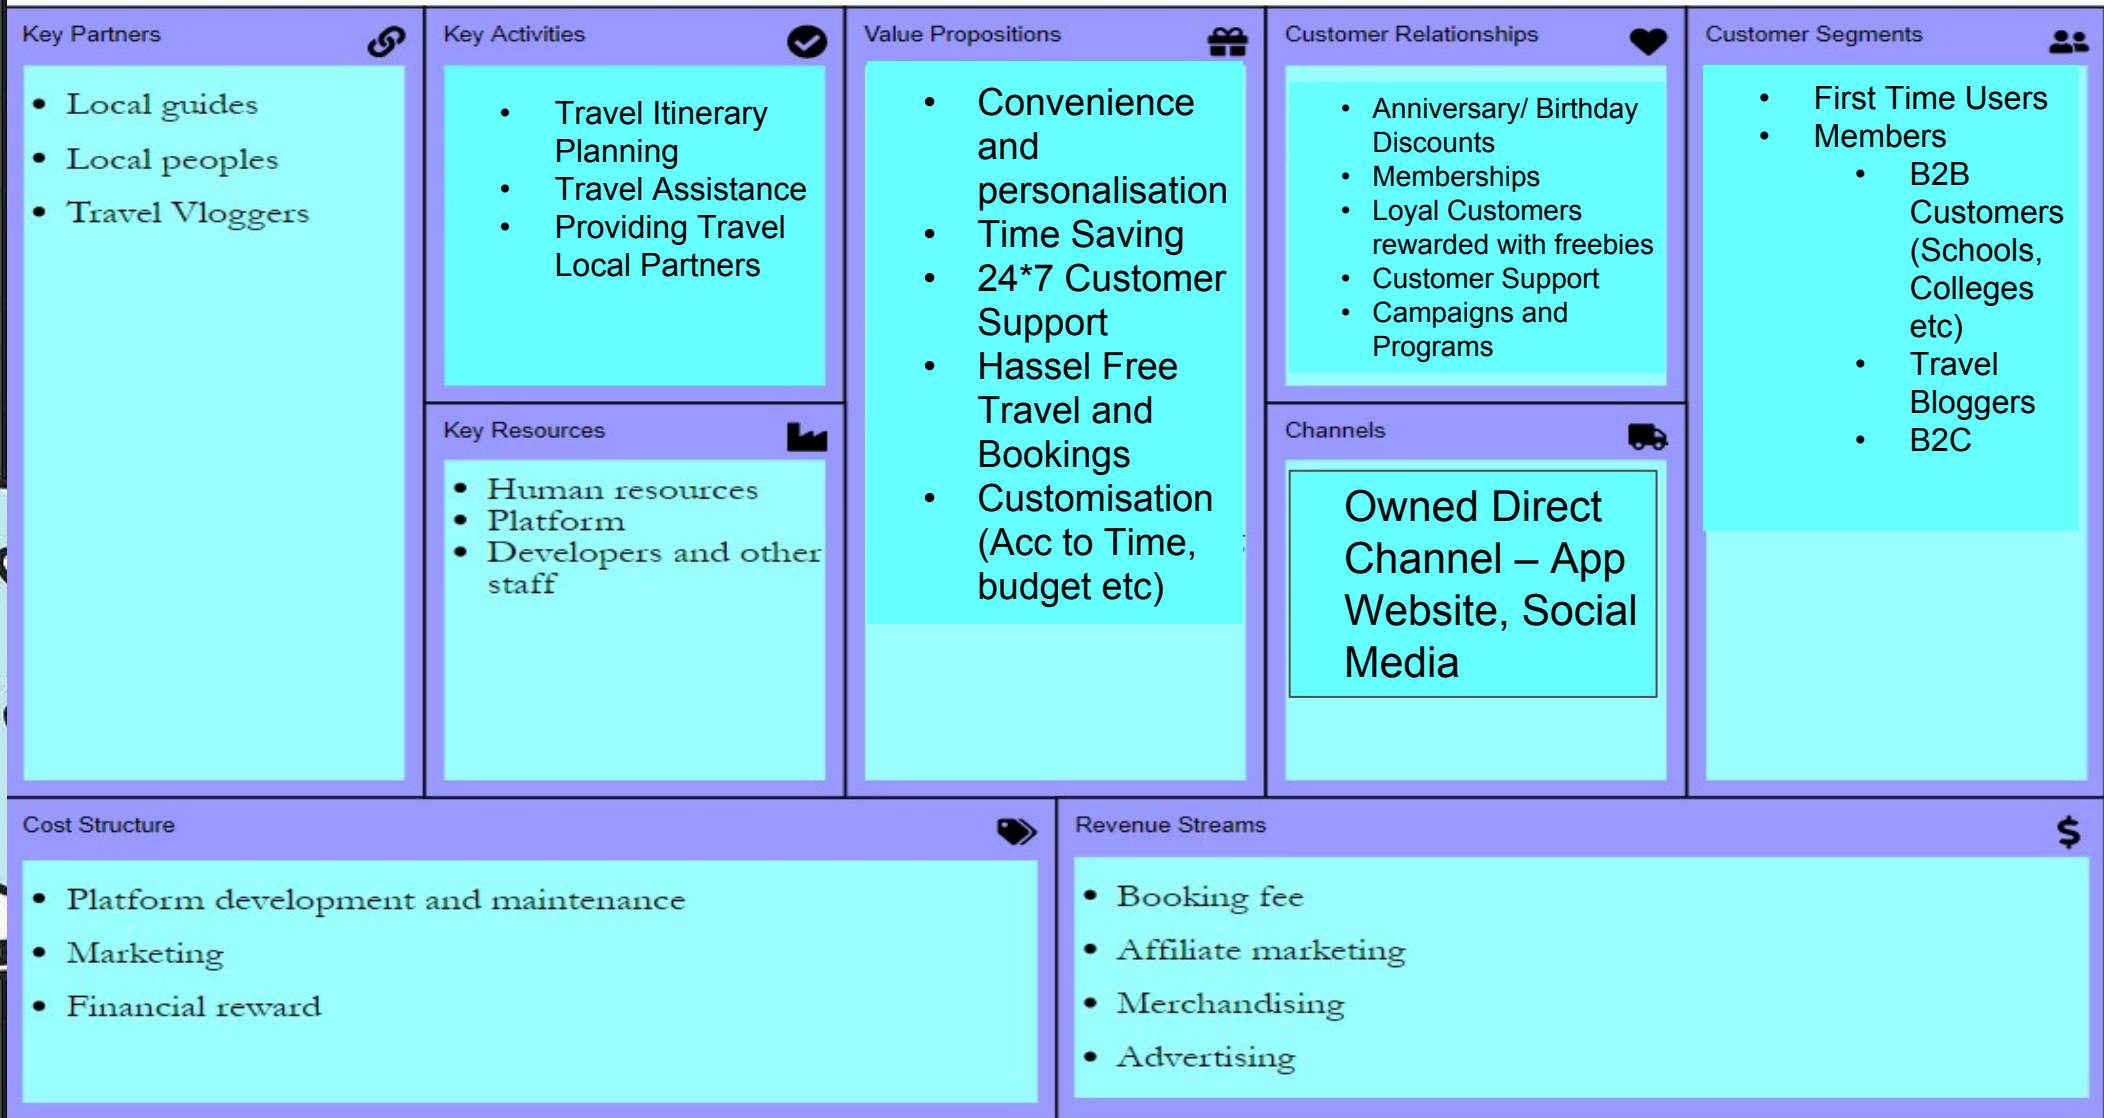 Key Partners
• Local guides
• Local peoples
• Travel Vloggers
Key Activities
• Travel Itinerary
Planning
• Travel Assistance
• Providing Travel
Local Partners
Key Resources
• Human resources
• Platform
• Developers and other
staff
Value Propositions
• Convenience
and
personalisation
• Time Saving
• 24*7 Customer
Support
• Hassel Free
Travel and
Bookings
• Customisation
(Acc to Time,
budget etc)
Customer Relationships
• Anniversary/ Birthday
Discounts
• Memberships
• Loyal Customers
rewarded with freebies
• Customer Support
• Campaigns and
Programs
Channels
Owned Direct
Channel – App
Website, Social
Media
Customer Segments
• First Time Users
• Members
• B2B
Customers
(Schools,
Colleges
etc)
• Travel
Bloggers
• B2C
Cost Structure
• Platform development and maintenance
• Marketing
• Financial reward
Revenue Streams
• Booking fee
• Affiliate marketing
• Merchandising
• Advertising